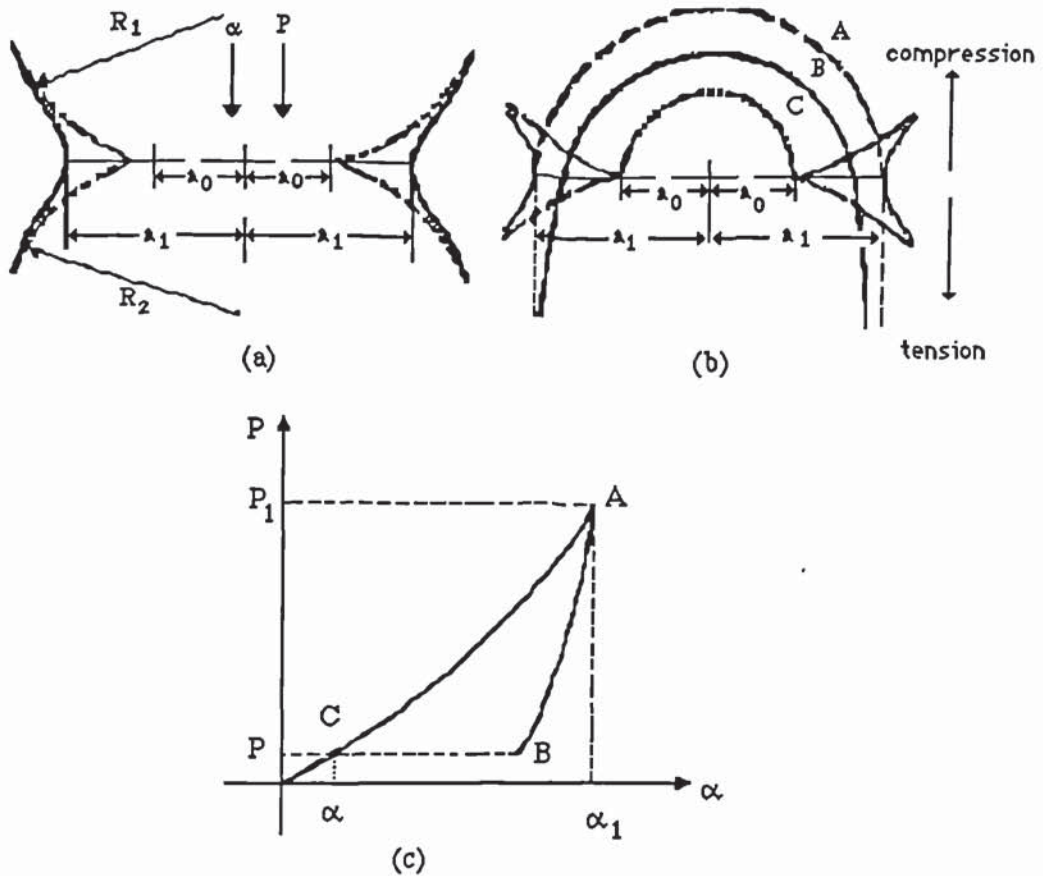 R1
α
P
a0
a0
a1
a1
R2
(a)
A
B
C
compression
a0
a0
a1
a1
tension
(b)
P
P1
A
C
P
B
α
α1
α
(c)